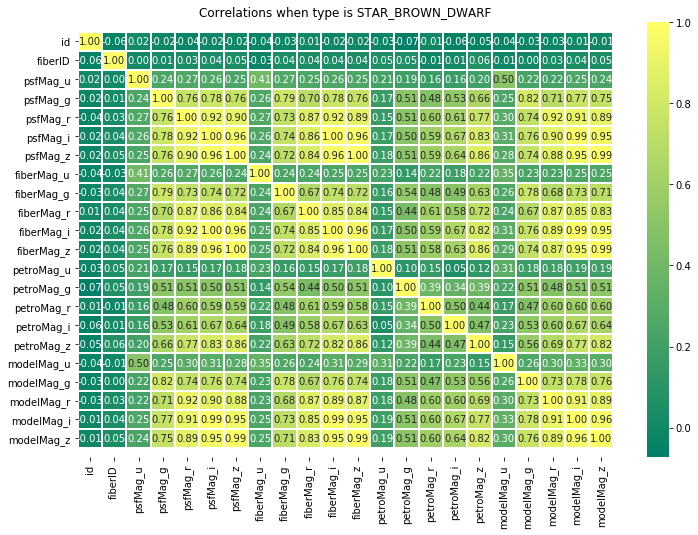 Correlations when type is STAR_BROWN_DWARF
id 1.00 -0.06 0.02 -0.02 -0.04 -0.02 -0.02 -0.04 -0.03 0.01 -0.02 -0.02 -0.03 -0.07 -0.01 -0.06 -0.05 -0.04 -0.03 -0.03 -0.01 -0.01
fiberID -0.06 1.00 0.00 0.01 0.03 0.04 0.05 -0.03 0.04 0.04 0.04 0.05 0.05 0.05 -0.01 0.01 0.06 -0.01 0.00 0.03 0.04 0.05
psfMag_u 0.02 0.00 1.00 0.24 0.27 0.26 0.25 0.41 0.27 0.25 0.26 0.25 0.21 0.19 0.16 0.16 0.20 0.50 0.22 0.22 0.25 0.24
psfMag_g -0.02 0.01 0.24 1.00 0.76 0.78 0.76 0.26 0.79 0.70 0.78 0.76 0.17 0.51 0.48 0.53 0.66 0.25 0.82 0.71 0.77 0.75
psfMag_r -0.04 0.03 0.27 0.76 1.00 0.92 0.90 0.27 0.73 0.87 0.92 0.89 0.15 0.51 0.60 0.61 0.77 0.30 0.74 0.92 0.91 0.89
psfMag_i -0.02 0.04 0.26 0.78 0.92 1.00 0.96 0.26 0.74 0.86 1.00 0.96 0.17 0.50 0.59 0.67 0.83 0.31 0.76 0.90 0.99 0.95
psfMag_z -0.02 0.05 0.25 0.76 0.90 0.96 1.00 0.24 0.72 0.84 0.96 1.00 0.18 0.51 0.59 0.64 0.86 0.28 0.74 0.88 0.95 0.99
fiberMag_u -0.04 -0.03 0.41 0.26 0.27 0.26 0.24 1.00 0.24 0.24 0.25 0.25 0.23 0.14 0.22 0.18 0.22 0.35 0.23 0.23 0.25 0.25
fiberMag_g -0.03 0.04 0.27 0.79 0.73 0.74 0.72 0.24 1.00 0.67 0.74 0.72 0.16 0.54 0.48 0.49 0.63 0.26 0.78 0.68 0.73 0.71
fiberMag_r 0.01 0.04 0.25 0.70 0.87 0.86 0.84 0.24 0.67 1.00 0.85 0.84 0.15 0.44 0.61 0.58 0.72 0.24 0.67 0.87 0.85 0.83
fiberMag_i -0.02 0.04 0.26 0.78 0.92 1.00 0.96 0.25 0.74 0.85 1.00 0.96 0.17 0.50 0.59 0.67 0.82 0.31 0.76 0.89 0.99 0.95
fiberMag_z -0.02 0.05 0.25 0.76 0.89 0.96 1.00 0.25 0.72 0.84 0.96 1.00 0.18 0.51 0.58 0.63 0.86 0.29 0.74 0.87 0.95 0.99
petroMag_u -0.03 0.05 0.21 0.17 0.15 0.17 0.18 0.23 0.16 0.15 0.17 0.18 1.00 0.10 0.15 0.05 0.12 0.31 0.18 0.18 0.19 0.19
petroMag_g -0.07 0.05 0.19 0.51 0.51 0.50 0.51 0.14 0.54 0.44 0.50 0.51 0.10 1.00 0.39 0.34 0.39 0.22 0.51 0.48 0.51 0.51
petroMag_r -0.01 -0.01 0.16 0.48 0.60 0.59 0.59 0.22 0.48 0.61 0.59 0.58 0.15 0.39 1.00 0.50 0.44 0.17 0.47 0.60 0.60 0.60
petroMag_i -0.06 0.01 0.16 0.53 0.61 0.67 0.64 0.18 0.49 0.58 0.67 0.63 0.05 0.34 0.50 1.00 0.47 0.23 0.53 0.60 0.67 0.64
petroMag_z -0.05 0.06 0.20 0.66 0.77 0.83 0.86 0.22 0.63 0.72 0.82 0.86 0.12 0.39 0.44 0.47 1.00 0.15 0.56 0.69 0.77 0.82
modelMag_u -0.04 -0.01 0.50 0.25 0.30 0.31 0.28 0.35 0.26 0.24 0.31 0.29 0.31 0.22 0.17 0.23 0.15 1.00 0.26 0.30 0.33 0.30
modelMag_g -0.03 0.00 0.22 0.82 0.74 0.76 0.74 0.23 0.78 0.67 0.76 0.74 0.18 0.51 0.47 0.53 0.56 0.26 1.00 0.73 0.78 0.76
modelMag_r -0.03 0.03 0.22 0.71 0.92 0.90 0.88 0.23 0.68 0.87 0.89 0.87 0.18 0.48 0.60 0.60 0.69 0.30 0.73 1.00 0.91 0.89
modelMag_i -0.01 0.04 0.25 0.77 0.91 0.99 0.95 0.25 0.73 0.85 0.99 0.95 0.19 0.51 0.60 0.67 0.77 0.33 0.78 0.91 1.00 0.96
modelMag_z -0.01 0.05 0.24 0.75 0.89 0.95 0.99 0.25 0.71 0.83 0.95 0.99 0.19 0.51 0.60 0.64 0.82 0.30 0.76 0.89 0.96 1.00
id fiberID psfMag_u psfMag_g psfMag_r psfMag_i psfMag_z fiberMag_u fiberMag_g fiberMag_r fiberMag_i fiberMag_z petroMag_u petroMag_g petroMag_r petroMag_i petroMag_z modelMag_u modelMag_g modelMag_r modelMag_i modelMag_z
1.0
0.8
0.6
0.4
0.2
0.0